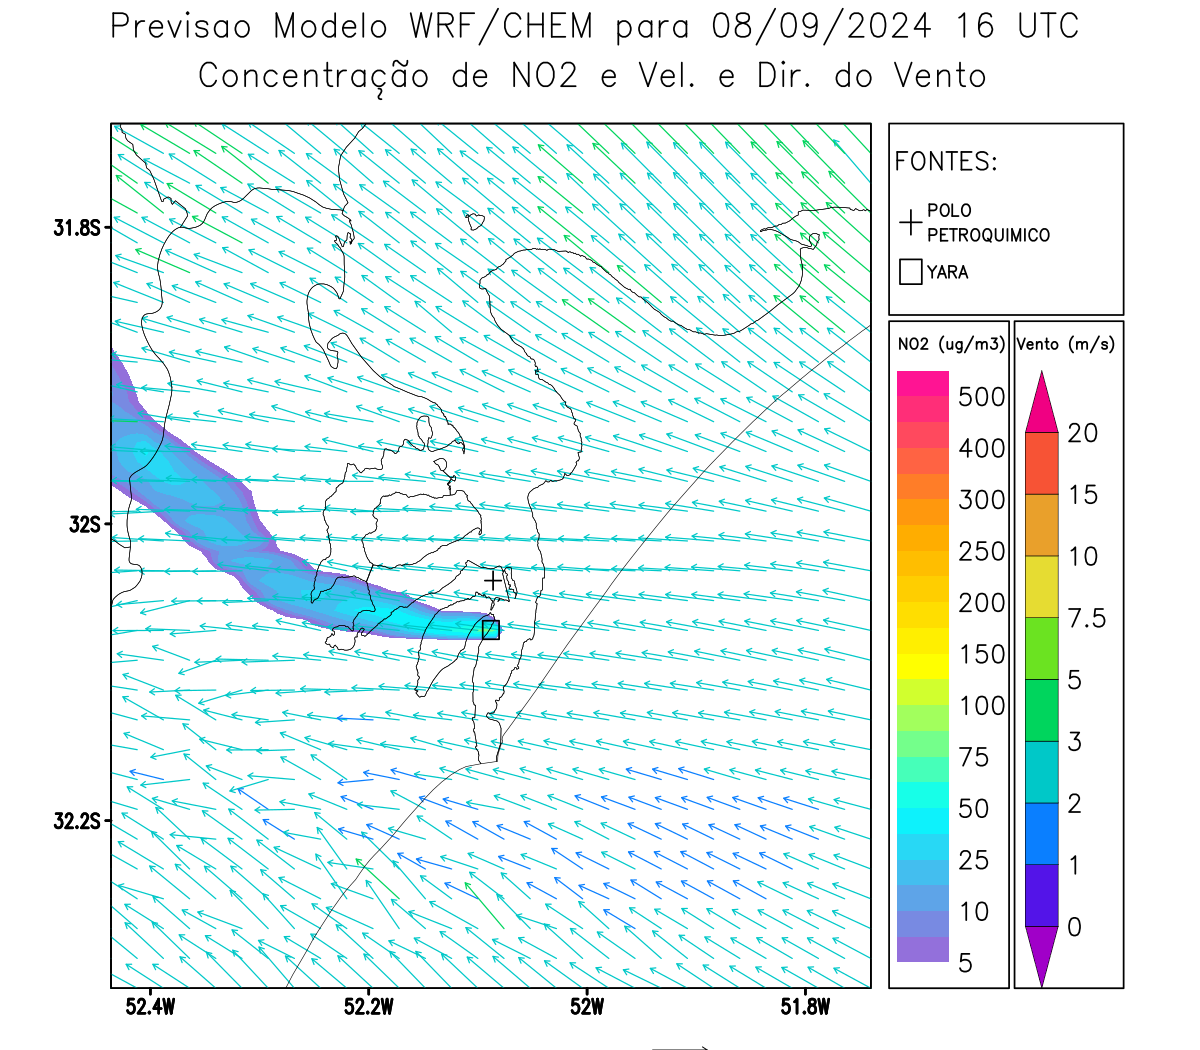 Previsao Modelo WRF/CHEM para 08/09/2024 16 UTC
Concentração de NO2 e Vel. e Dir. do Vento
FONTES:
POLO
PETROQUIMICO
YARA
NO2 (ug/m3)
500
400
300
250
200
150
100
75
50
25
10
5
Vento (m/s)
20
15
10
7.5
5
3
2
1
0
31.8S
32S
32.2S
52.4W
52.2W
52W
51.8W